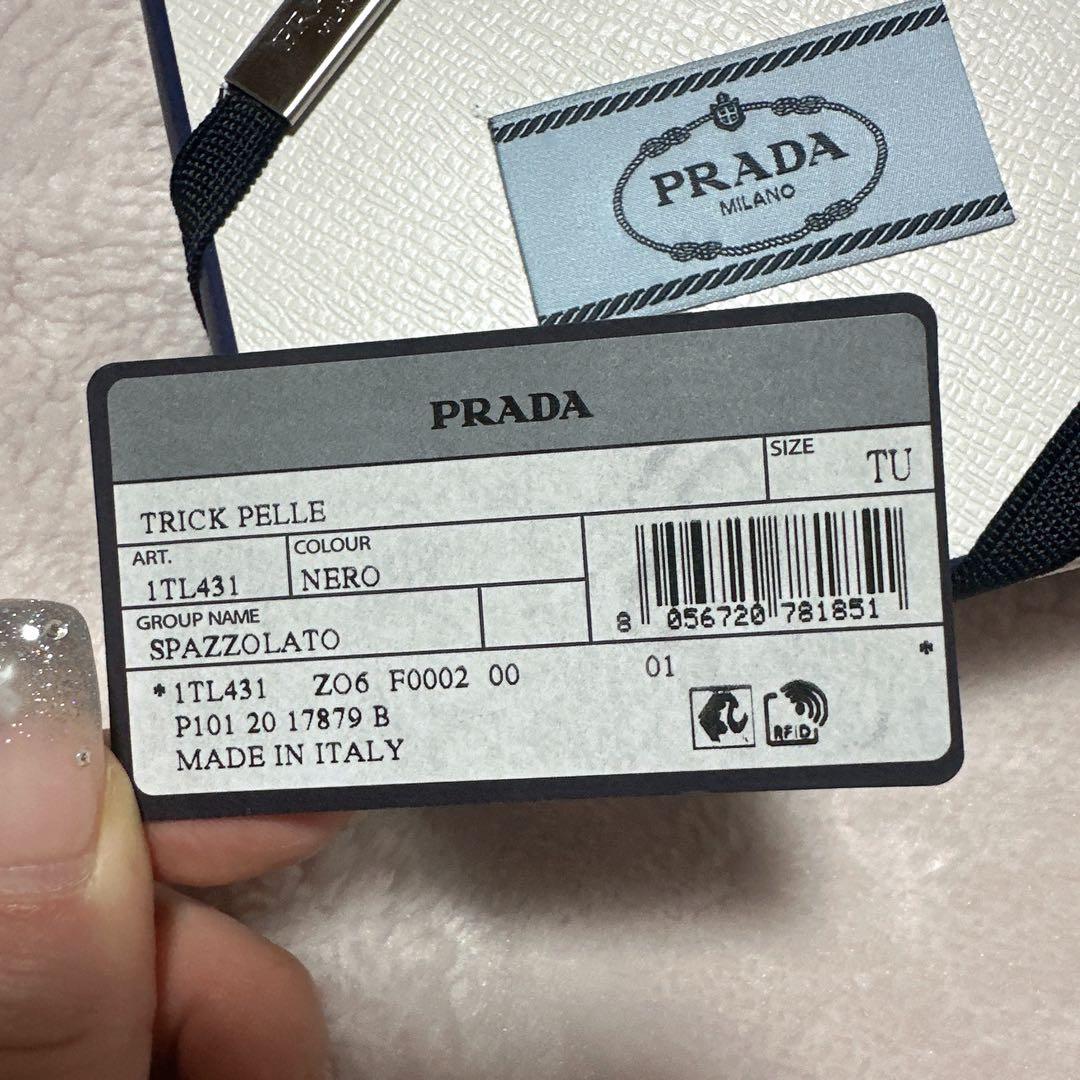 PRADA
MILANO
PRADA
SIZE
TU
TRICK PELLE
ART.
1TL431
COLOUR
NERO
GROUP NAME
SPAZZOLATO
8 056720 781851
*1TL431 ZO6 F0002 00 01 *
P101 20 17879 B
MADE IN ITALY
RFID